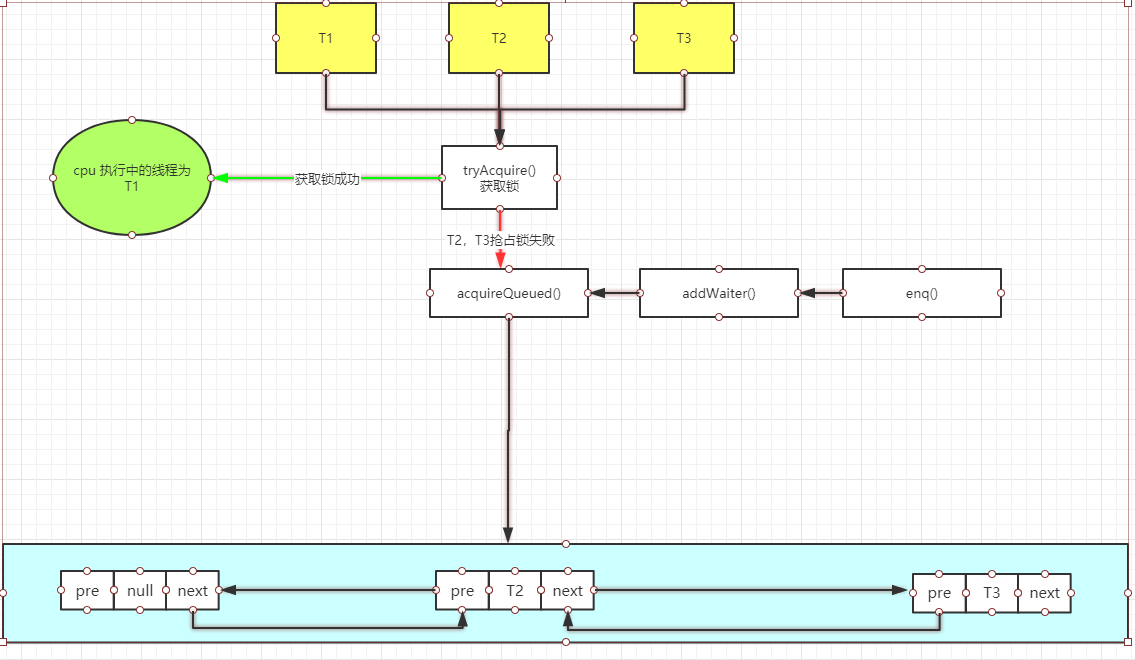 T1
T2
T3
cpu 执行中的线程为
T1
获取锁成功
tryAcquire()
获取锁
T2，T3抢占锁失败
acquireQueued()
addWaiter()
enq()
pre null next
pre T2 next
pre T3 next